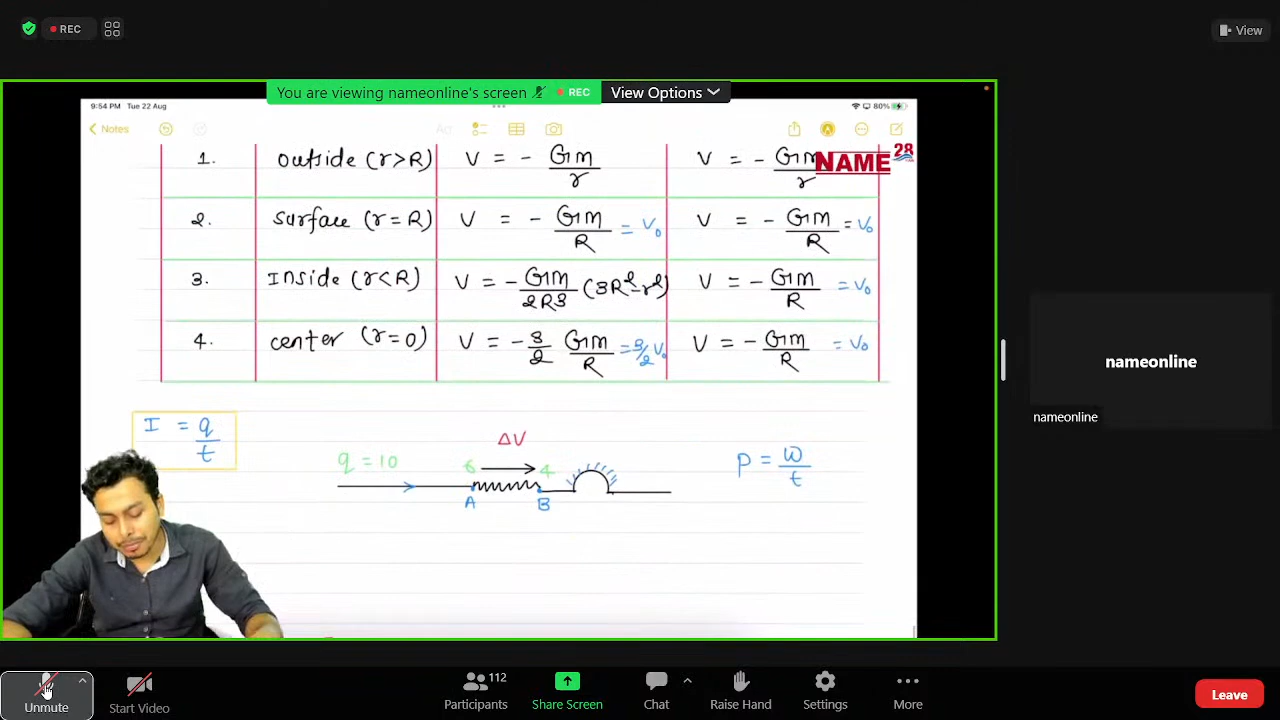 REC
View
You are viewing nameonline's screen REC View Options
9:54 PM Tue 22 Aug
80%
Notes
Aa
NAME 28
1. outside (r>R) V = - GM/r V = - GM/r
2. surface (r=R) V = - GM/R = V₀ V = - GM/R = V₀
3. Inside (r<R) V = - GM/2R³ (3R²-r²) V = - GM/R = V₀
4. center (r=0) V = - 3/2 GM/R = 3/2 V₀ V = - GM/R = V₀
I = q/t
ΔV
q = 10 6 4
A B
P = W/t
nameonline
nameonline
Unmute
Start Video
112
Participants
Share Screen
Chat
Raise Hand
Settings
More
Leave